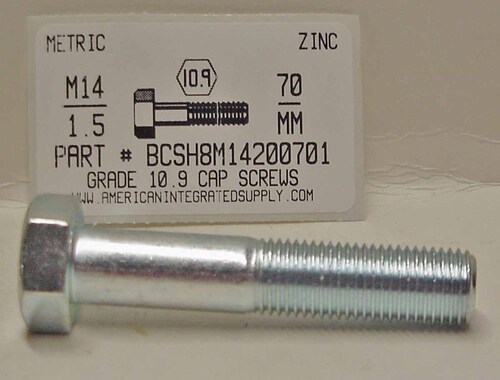 METRIC ZINC
10.9
M14 70
1.5 MM
PART # BCSH8M14200701
GRADE 10.9 CAP SCREWS
WWW.AMERICANINTEGRATEDSUPPLY.COM/